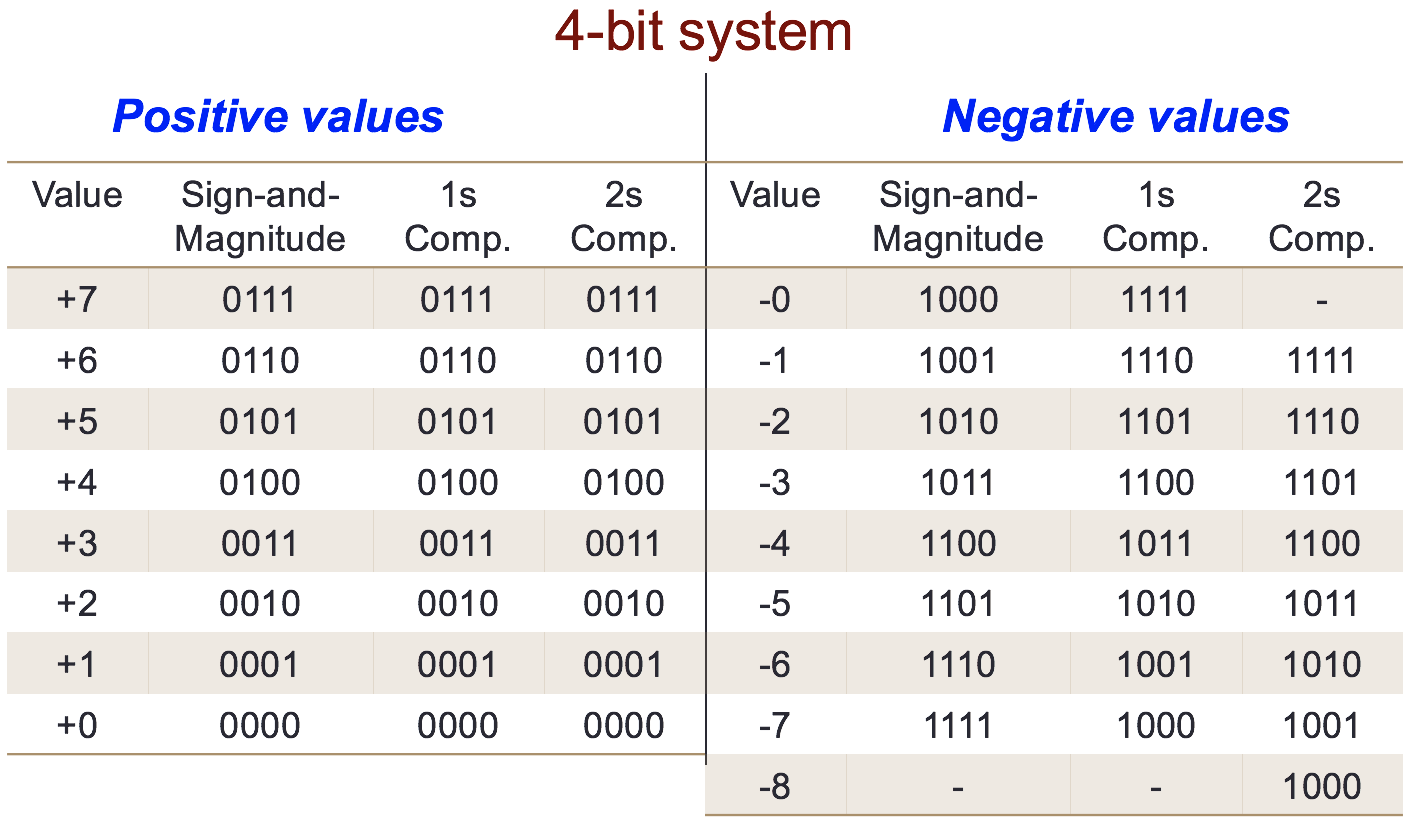 4-bit system
Positive values
Value Sign-and-Magnitude 1s Comp. 2s Comp.
+7 0111 0111 0111
+6 0110 0110 0110
+5 0101 0101 0101
+4 0100 0100 0100
+3 0011 0011 0011
+2 0010 0010 0010
+1 0001 0001 0001
+0 0000 0000 0000
Negative values
Value Sign-and-Magnitude 1s Comp. 2s Comp.
-0 1000 1111 -
-1 1001 1110 1111
-2 1010 1101 1110
-3 1011 1100 1101
-4 1100 1011 1100
-5 1101 1010 1011
-6 1110 1001 1010
-7 1111 1000 1001
-8 - - 1000